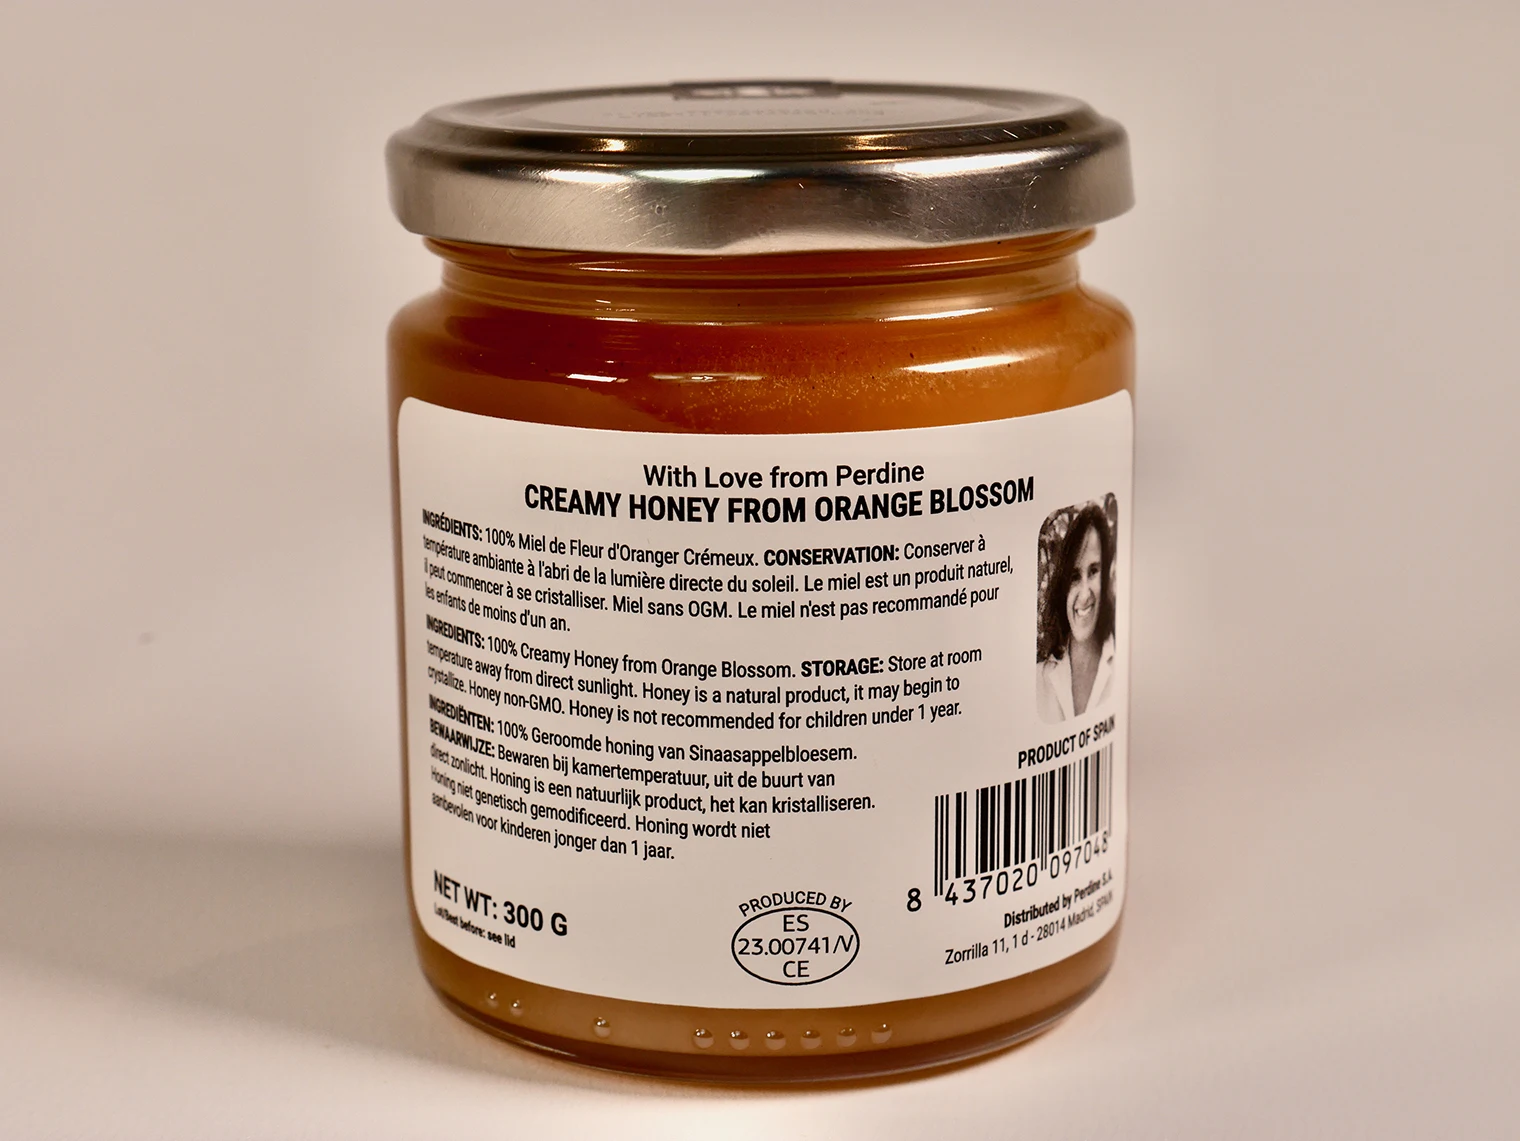 With Love from Perdine
CREAMY HONEY FROM ORANGE BLOSSOM
INGRÉDIENTS: 100% Miel de Fleur d'Oranger Crémeux. CONSERVATION: Conserver à
température ambiante à l'abri de la lumière directe du soleil. Le miel est un produit naturel,
il peut commencer à se cristalliser. Miel sans OGM. Le miel n'est pas recommandé pour
les enfants de moins d'un an.
INGREDIENTS: 100% Creamy Honey from Orange Blossom. STORAGE: Store at room
temperature away from direct sunlight. Honey is a natural product, it may begin to
crystallize. Honey non-GMO. Honey is not recommended for children under 1 year.
INGREDIËNTEN: 100% Geroomde honing van Sinaasappelbloesem.
BEWAARWIJZE: Bewaren bij kamertemperatuur, uit de buurt van
direct zonlicht. Honing is een natuurlijk product, het kan kristalliseren.
Honing niet genetisch gemodificeerd. Honing wordt niet
aanbevolen voor kinderen jonger dan 1 jaar.
NET WT: 300 G
Lot/Best before: see lid
PRODUCED BY
ES
23.00741/V
CE
PRODUCT OF SPAIN
8 437020 097048
Distributed by Perdine S.A.
Zorrilla 11, 1 d - 28014 Madrid, SPAIN